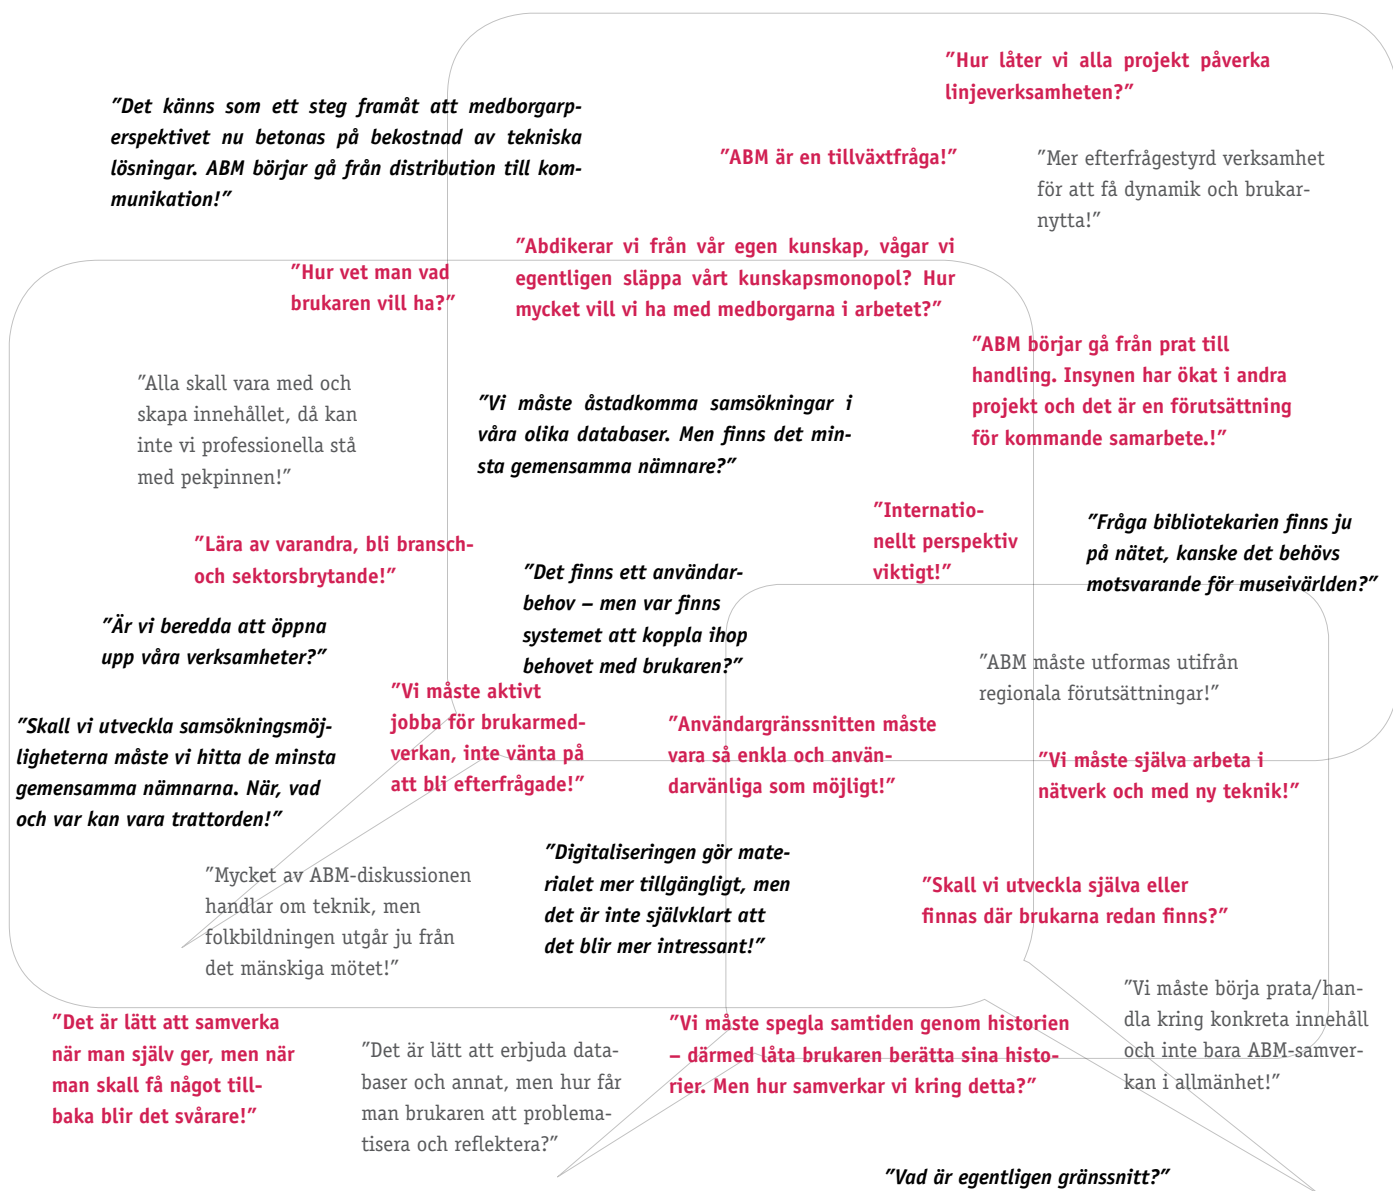 ”Hur låter vi alla projekt påverka
linjeverksamheten?”
”Det känns som ett steg framåt att medborgarp-
erspektivet nu betonas på bekostnad av tekniska
lösningar. ABM börjar gå från distribution till kom-
munikation!”
”ABM är en tillväxtfråga!”
”Mer efterfrågestyrd verksamhet
för att få dynamik och brukar-
nytta!”
”Abdikerar vi från vår egen kunskap, vågar vi
egentligen släppa vårt kunskapsmonopol? Hur
mycket vill vi ha med medborgarna i arbetet?”
”Hur vet man vad
brukaren vill ha?”
”ABM börjar gå från prat till
handling. Insynen har ökat i andra
projekt och det är en förutsättning
för kommande samarbete.!”
”Alla skall vara med och
skapa innehållet, då kan
inte vi professionella stå
med pekpinnen!”
”Vi måste åstadkomma samsökningar i
våra olika databaser. Men finns det min-
sta gemensamma nämnare?”
”Internatio-
nellt perspektiv
viktigt!”
”Fråga bibliotekarien finns ju
på nätet, kanske det behövs
motsvarande för museivärlden?”
”Lära av varandra, bli bransch-
och sektorsbrytande!”
”Det finns ett användar-
behov – men var finns
systemet att koppla ihop
behovet med brukaren?”
”Är vi beredda att öppna
upp våra verksamheter?”
”ABM måste utformas utifrån
regionala förutsättningar!”
”Vi måste aktivt
jobba för brukarmed-
verkan, inte vänta på
att bli efterfrågade!”
”Skall vi utveckla samsökningsmöj-
ligheterna måste vi hitta de minsta
gemensamma nämnarna. När, vad
och var kan vara trattorden!”
”Användargränssnitten måste
vara så enkla och använ-
darvänliga som möjligt!”
”Vi måste själva arbeta i
nätverk och med ny teknik!”
”Digitaliseringen gör mate-
rialet mer tillgängligt, men
det är inte självklart att
det blir mer intressant!”
”Mycket av ABM-diskussionen
handlar om teknik, men
folkbildningen utgår ju från
det mänskiga mötet!”
”Skall vi utveckla själva eller
finnas där brukarna redan finns?”
”Vi måste börja prata/han-
dla kring konkreta innehåll
och inte bara ABM-samver-
kan i allmänhet!”
”Det är lätt att samverka
när man själv ger, men när
man skall få något till-
baka blir det svårare!”
”Vi måste spegla samtiden genom historien
– därmed låta brukaren berätta sina histo-
rier. Men hur samverkar vi kring detta?”
”Det är lätt att erbjuda data-
baser och annat, men hur får
man brukaren att problema-
tisera och reflektera?”
”Vad är egentligen gränssnitt?”